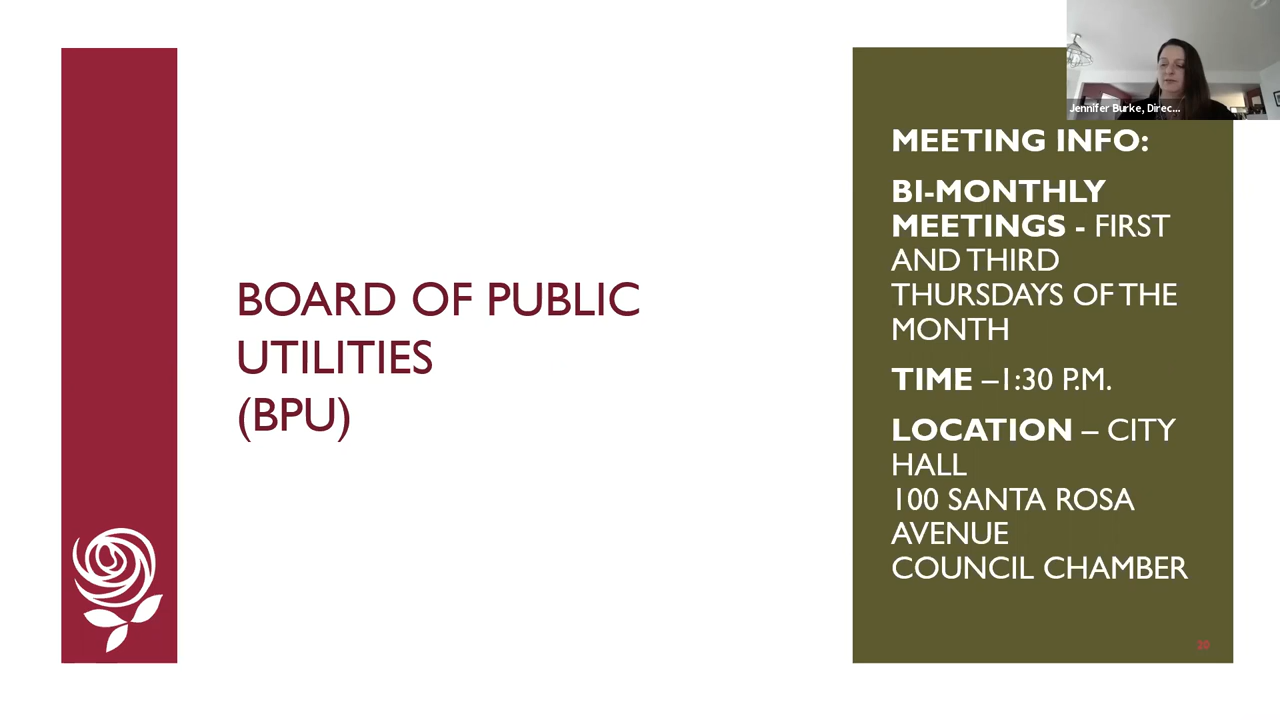 Jennifer Burke, Direc...
BOARD OF PUBLIC
UTILITIES
(BPU)
MEETING INFO:
BI-MONTHLY
MEETINGS - FIRST
AND THIRD
THURSDAYS OF THE
MONTH
TIME –1:30 P.M.
LOCATION – CITY
HALL
100 SANTA ROSA
AVENUE
COUNCIL CHAMBER
20